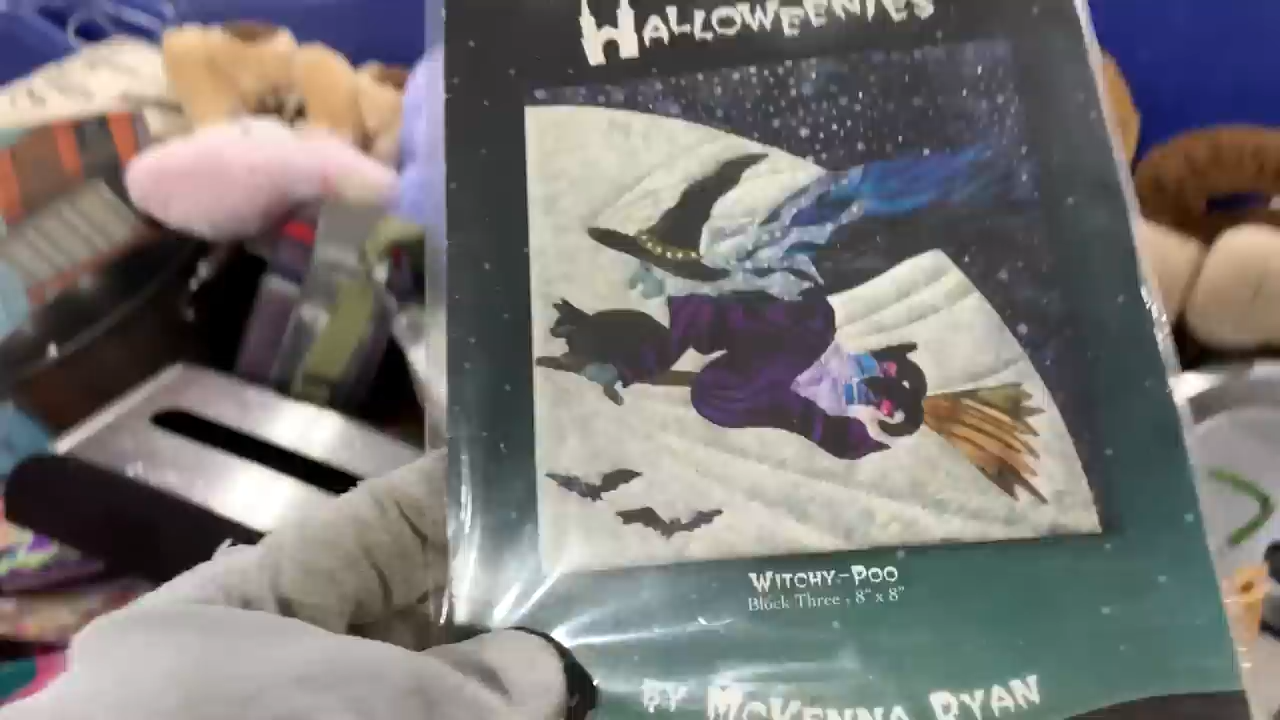 HALLOWEENIES
WITCHY-POO
Block Three , 8" x 8"
BY MCKENNA RYAN